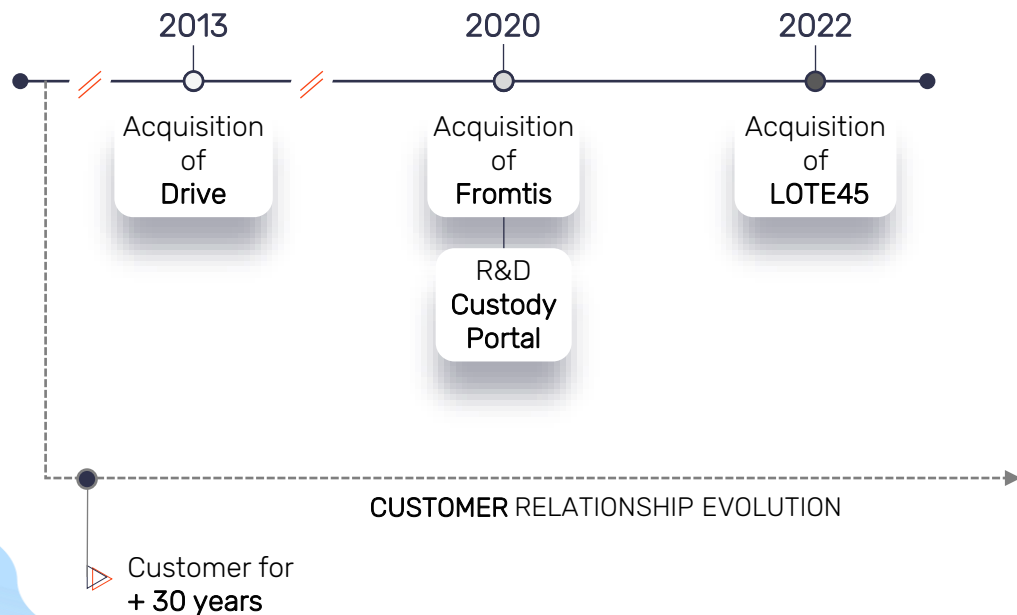 2013
2020
2022
Acquisition
of
Drive
Acquisition
of
Fromtis
Acquisition
of
LOTE45
R&D
Custody
Portal
CUSTOMER RELATIONSHIP EVOLUTION
Customer for
+ 30 years